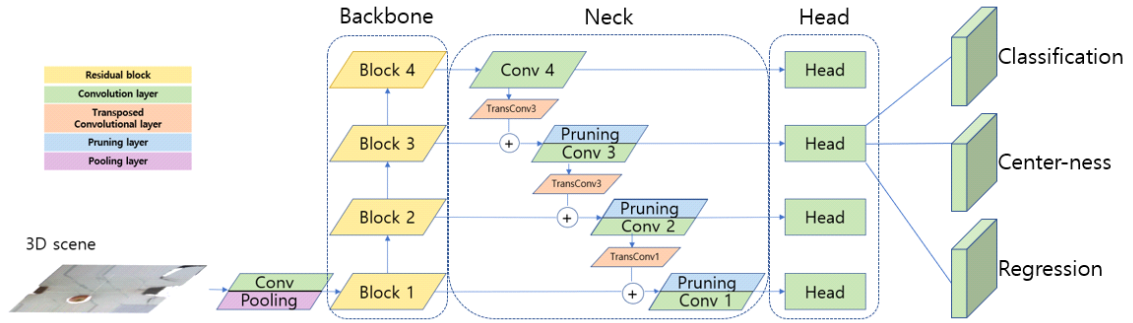 Backbone
Neck
Head
Residual block
Convolution layer
Transposed
Convolutional layer
Pruning layer
Pooling layer
Block 4
Conv 4
Head
Classification
TransConv3
Block 3
+
Pruning
Conv 3
Head
Center-ness
TransConv3
Block 2
+
Pruning
Conv 2
Head
3D scene
TransConv1
Regression
Conv
Pooling
Block 1
+
Pruning
Conv 1
Head